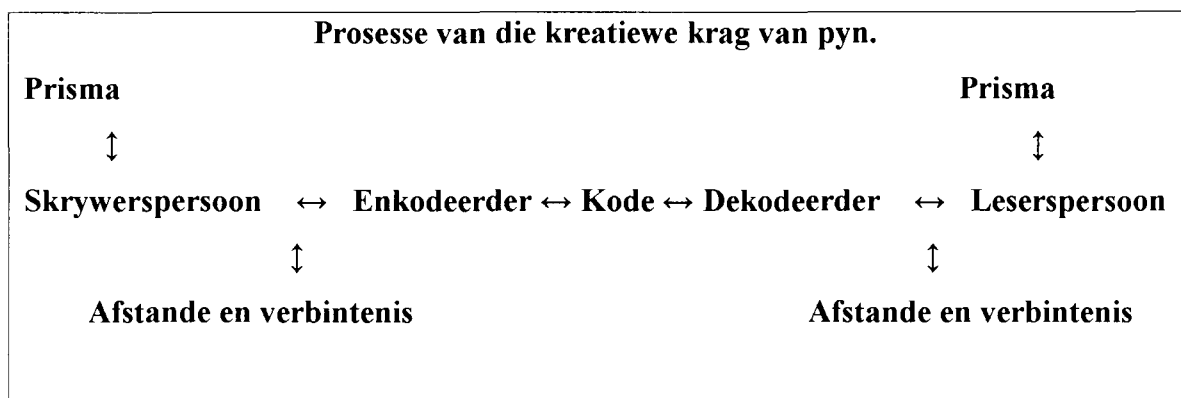 Prosesse van die kreatiewe krag van pyn.
Prisma Prisma
↕ ↕
Skrywerspersoon ↔ Enkodeerder ↔ Kode ↔ Dekodeerder ↔ Leserspersoon
↕ ↕
Afstande en verbintenis Afstande en verbintenis